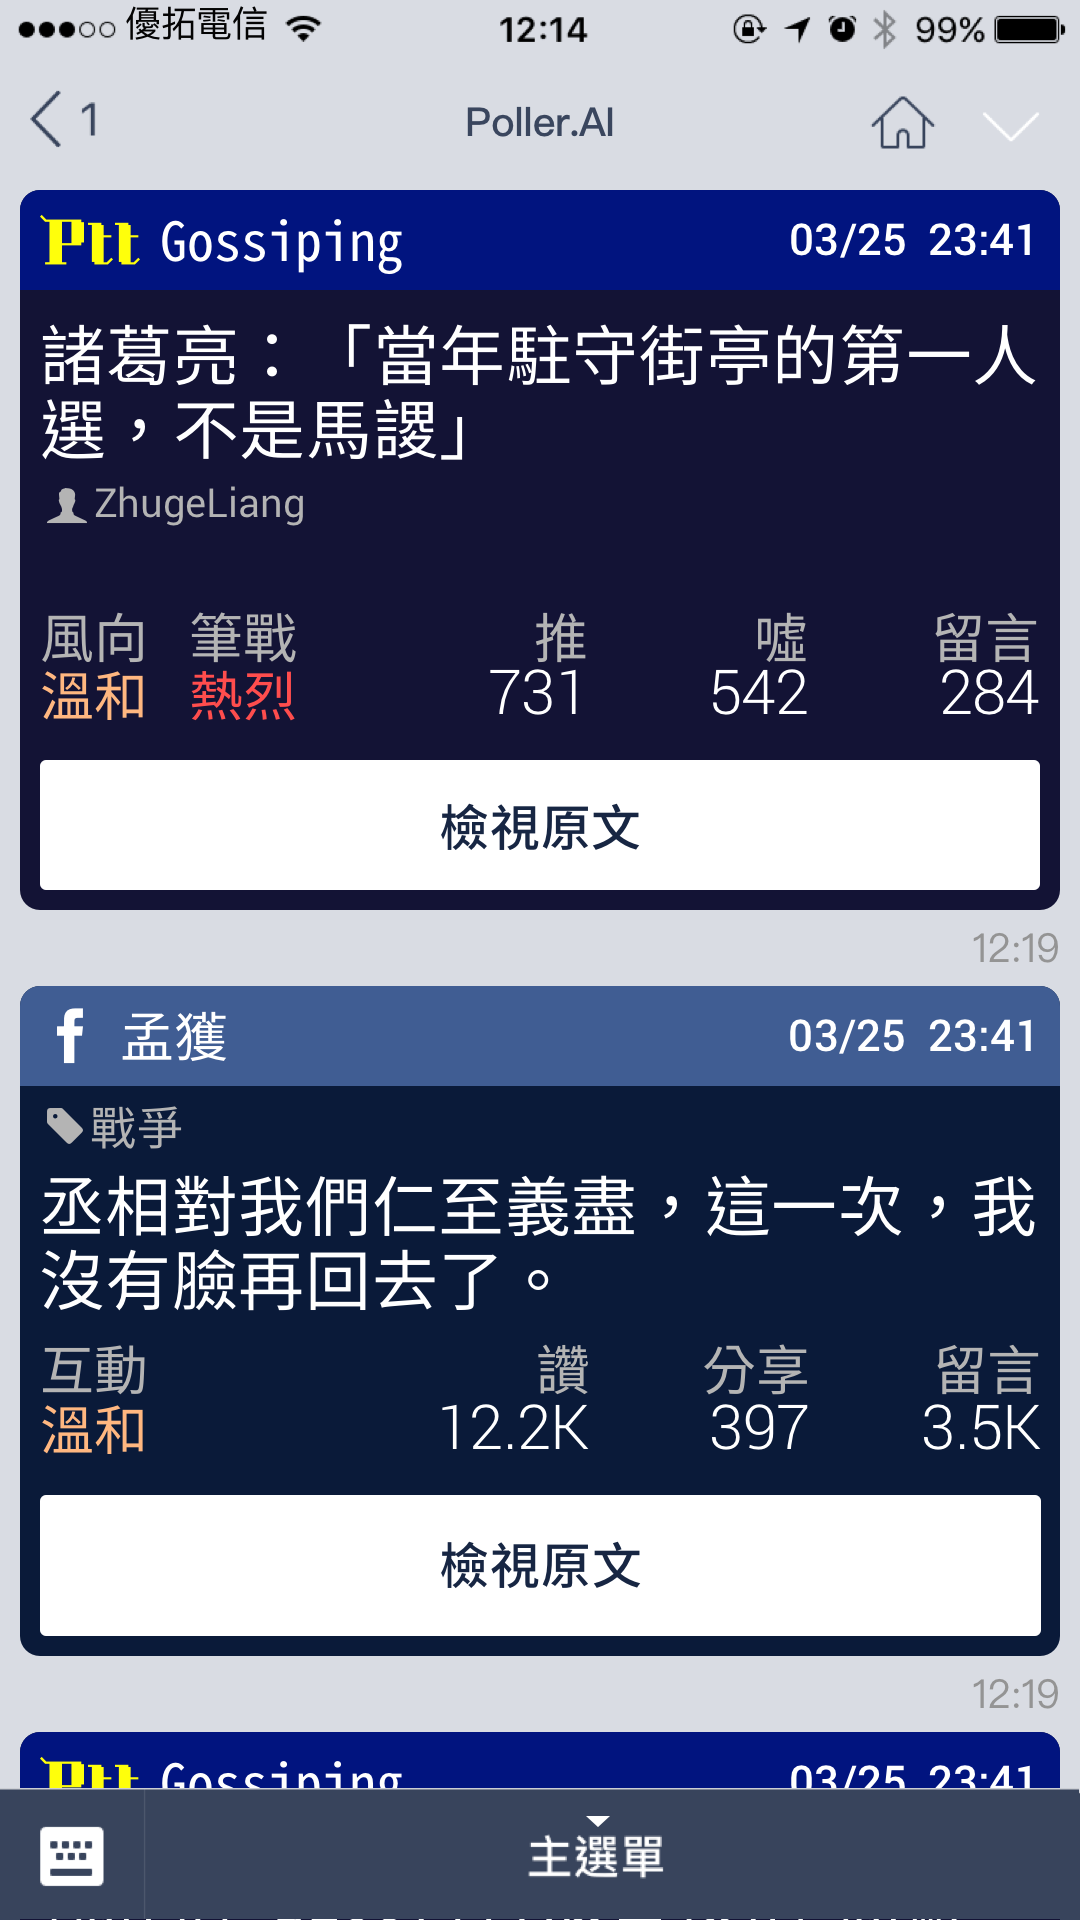 優拓電信 12:14 99%
1 Poller.AI
Ptt Gossiping 03/25 23:41
諸葛亮：「當年駐守街亭的第一人
選，不是馬謖」
ZhugeLiang
風向 筆戰 推 噓 留言
溫和 熱烈 731 542 284
檢視原文
12:19
f 孟獲 03/25 23:41
戰爭
丞相對我們仁至義盡，這一次，我
沒有臉再回去了。
互動 讚 分享 留言
溫和 12.2K 397 3.5K
檢視原文
12:19
Ptt Gossiping 03/25 23:41
主選單